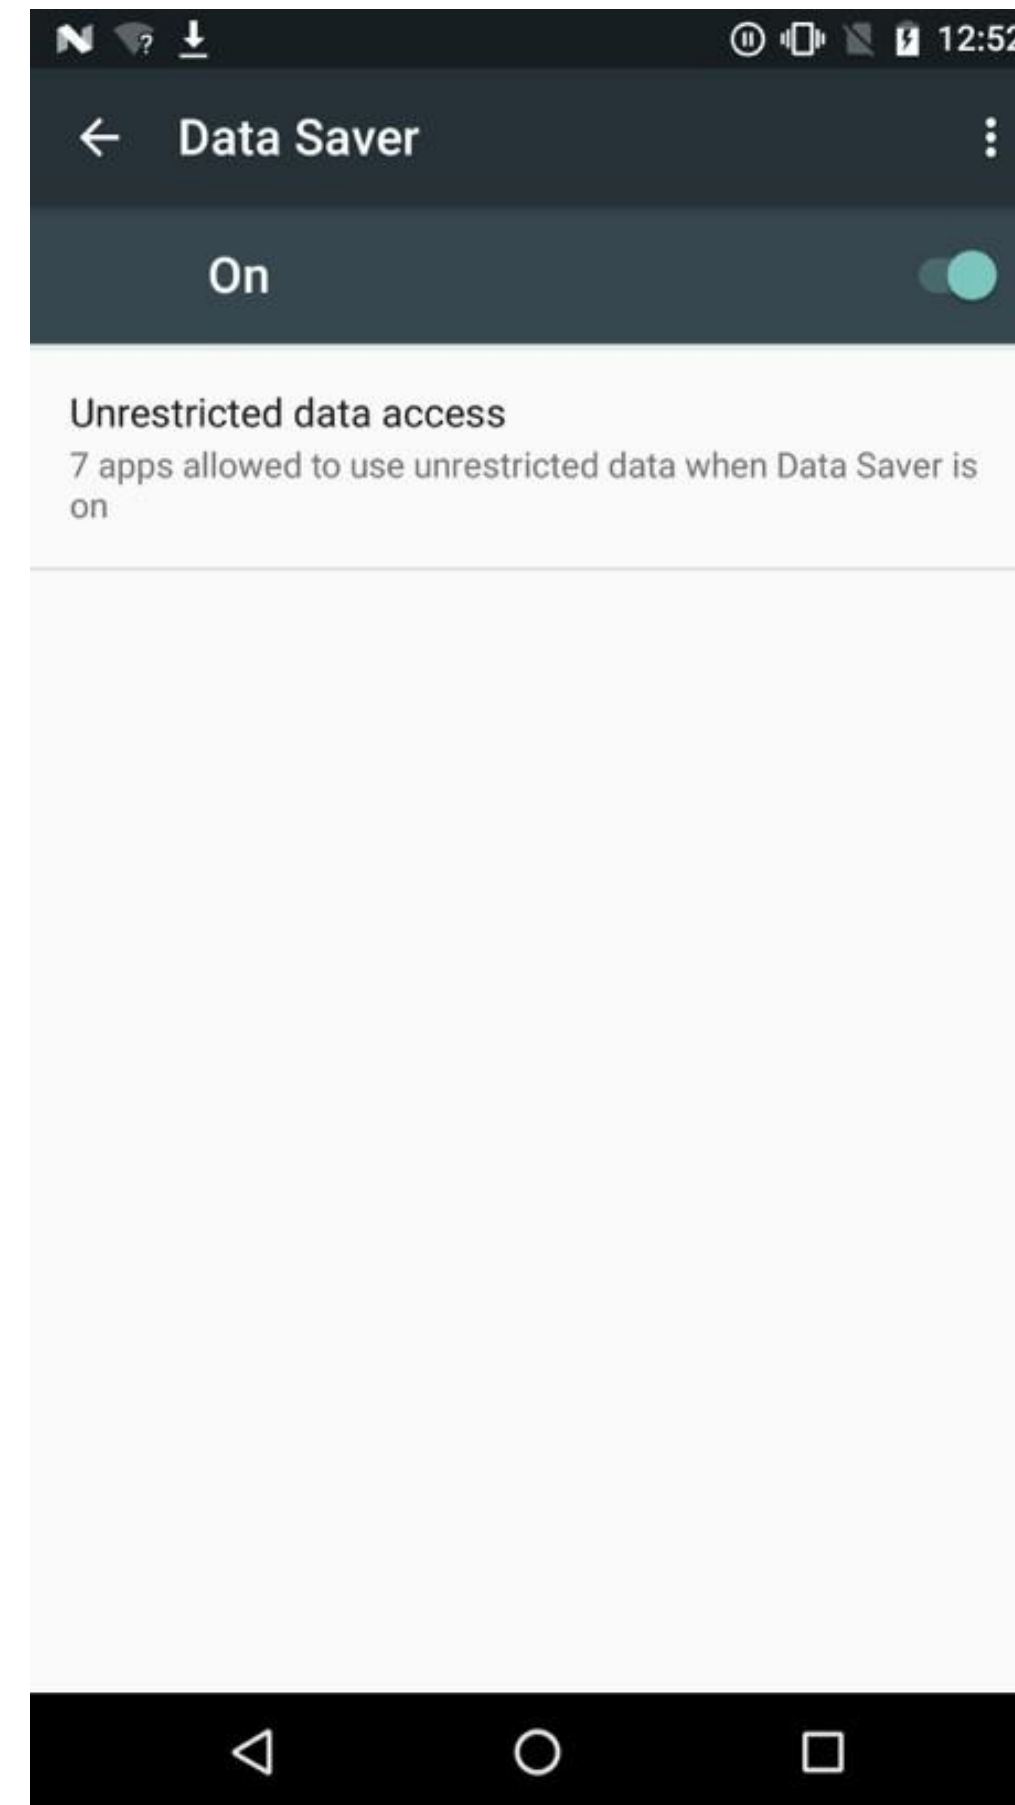 12:52
Data Saver
On
Unrestricted data access
7 apps allowed to use unrestricted data when Data Saver is
on